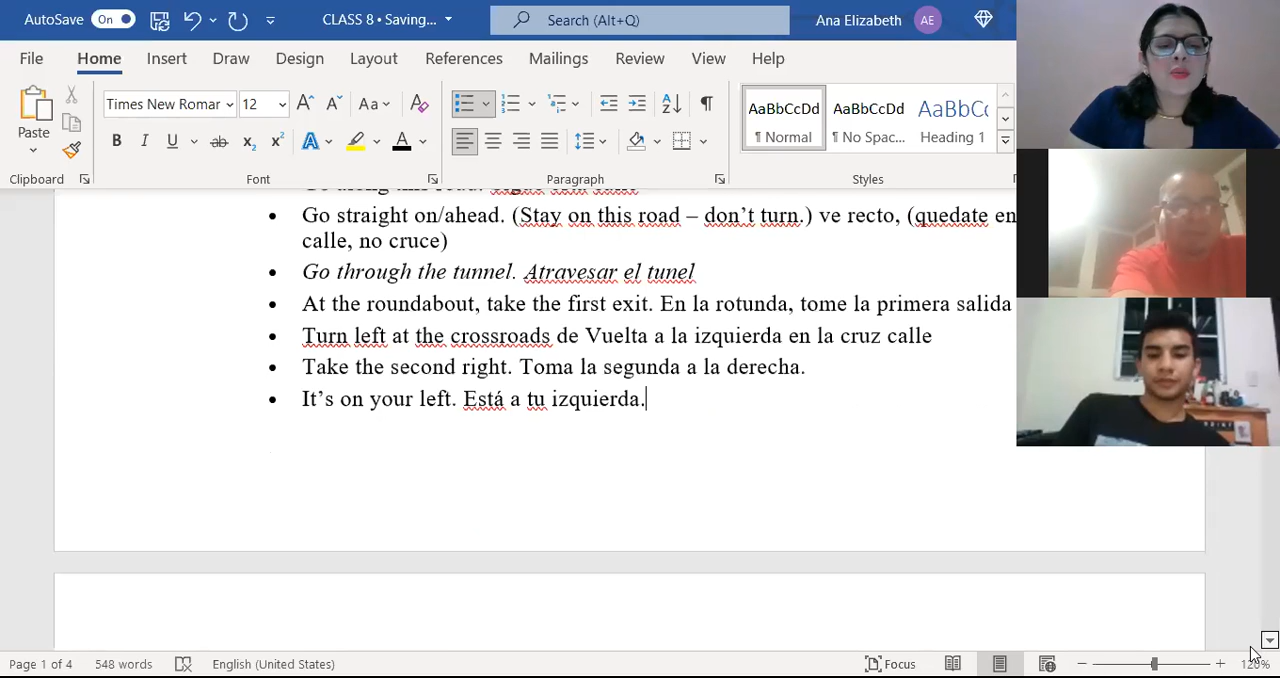 AutoSave On CLASS 8 • Saving... Search (Alt+Q) Ana Elizabeth AE
File Home Insert Draw Design Layout References Mailings Review View Help
Times New Romar 12 Aa AaBbCcDd AaBbCcDd AaBbCc
Paste B I U ab x₂ x² A A ¶ Normal ¶ No Spac... Heading 1
Clipboard Font Paragraph Styles
• Go straight on/ahead. (Stay on this road – don’t turn.) ve recto, (quedate en
calle, no cruce)
• Go through the tunnel. Atravesar el tunel
• At the roundabout, take the first exit. En la rotunda, tome la primera salida
• Turn left at the crossroads de Vuelta a la izquierda en la cruz calle
• Take the second right. Toma la segunda a la derecha.
• It’s on your left. Está a tu izquierda.
Page 1 of 4 548 words English (United States) Focus